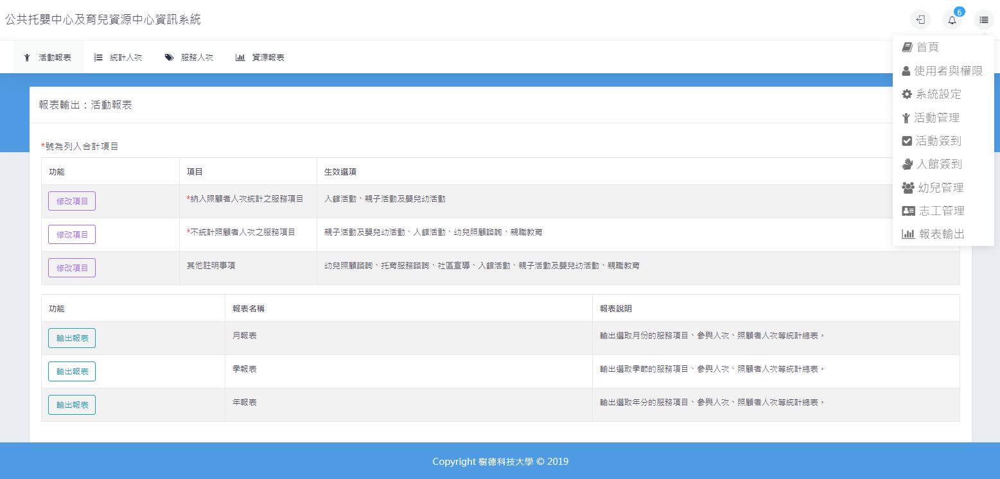 公共托嬰中心及育兒資源中心資訊系統
6
活動報表 統計人次 服務人次 資源報表
首頁
使用者與權限
系統設定
活動管理
活動簽到
入館簽到
幼兒管理
志工管理
報表輸出
報表輸出：活動報表
*號為列入合計項目
功能 項目 生效選項
修改項目 *納入照顧者人次統計之服務項目 入館活動、親子活動及嬰兒幼活動
修改項目 *不統計照顧者人次之服務項目 親子活動及嬰兒幼活動、入館活動、幼兒照顧諮詢、親職教育
修改項目 其他註明事項 幼兒照顧諮詢、托育服務諮詢、社區宣導、入館活動、親子活動及嬰兒幼活動、親職教育
功能 報表名稱 報表說明
輸出報表 月報表 輸出選取月份的服務項目、參與人次、照顧者人次等統計總表。
輸出報表 季報表 輸出選取季節的服務項目、參與人次、照顧者人次等統計總表。
輸出報表 年報表 輸出選取年分的服務項目、參與人次、照顧者人次等統計總表。
Copyright 樹德科技大學 © 2019